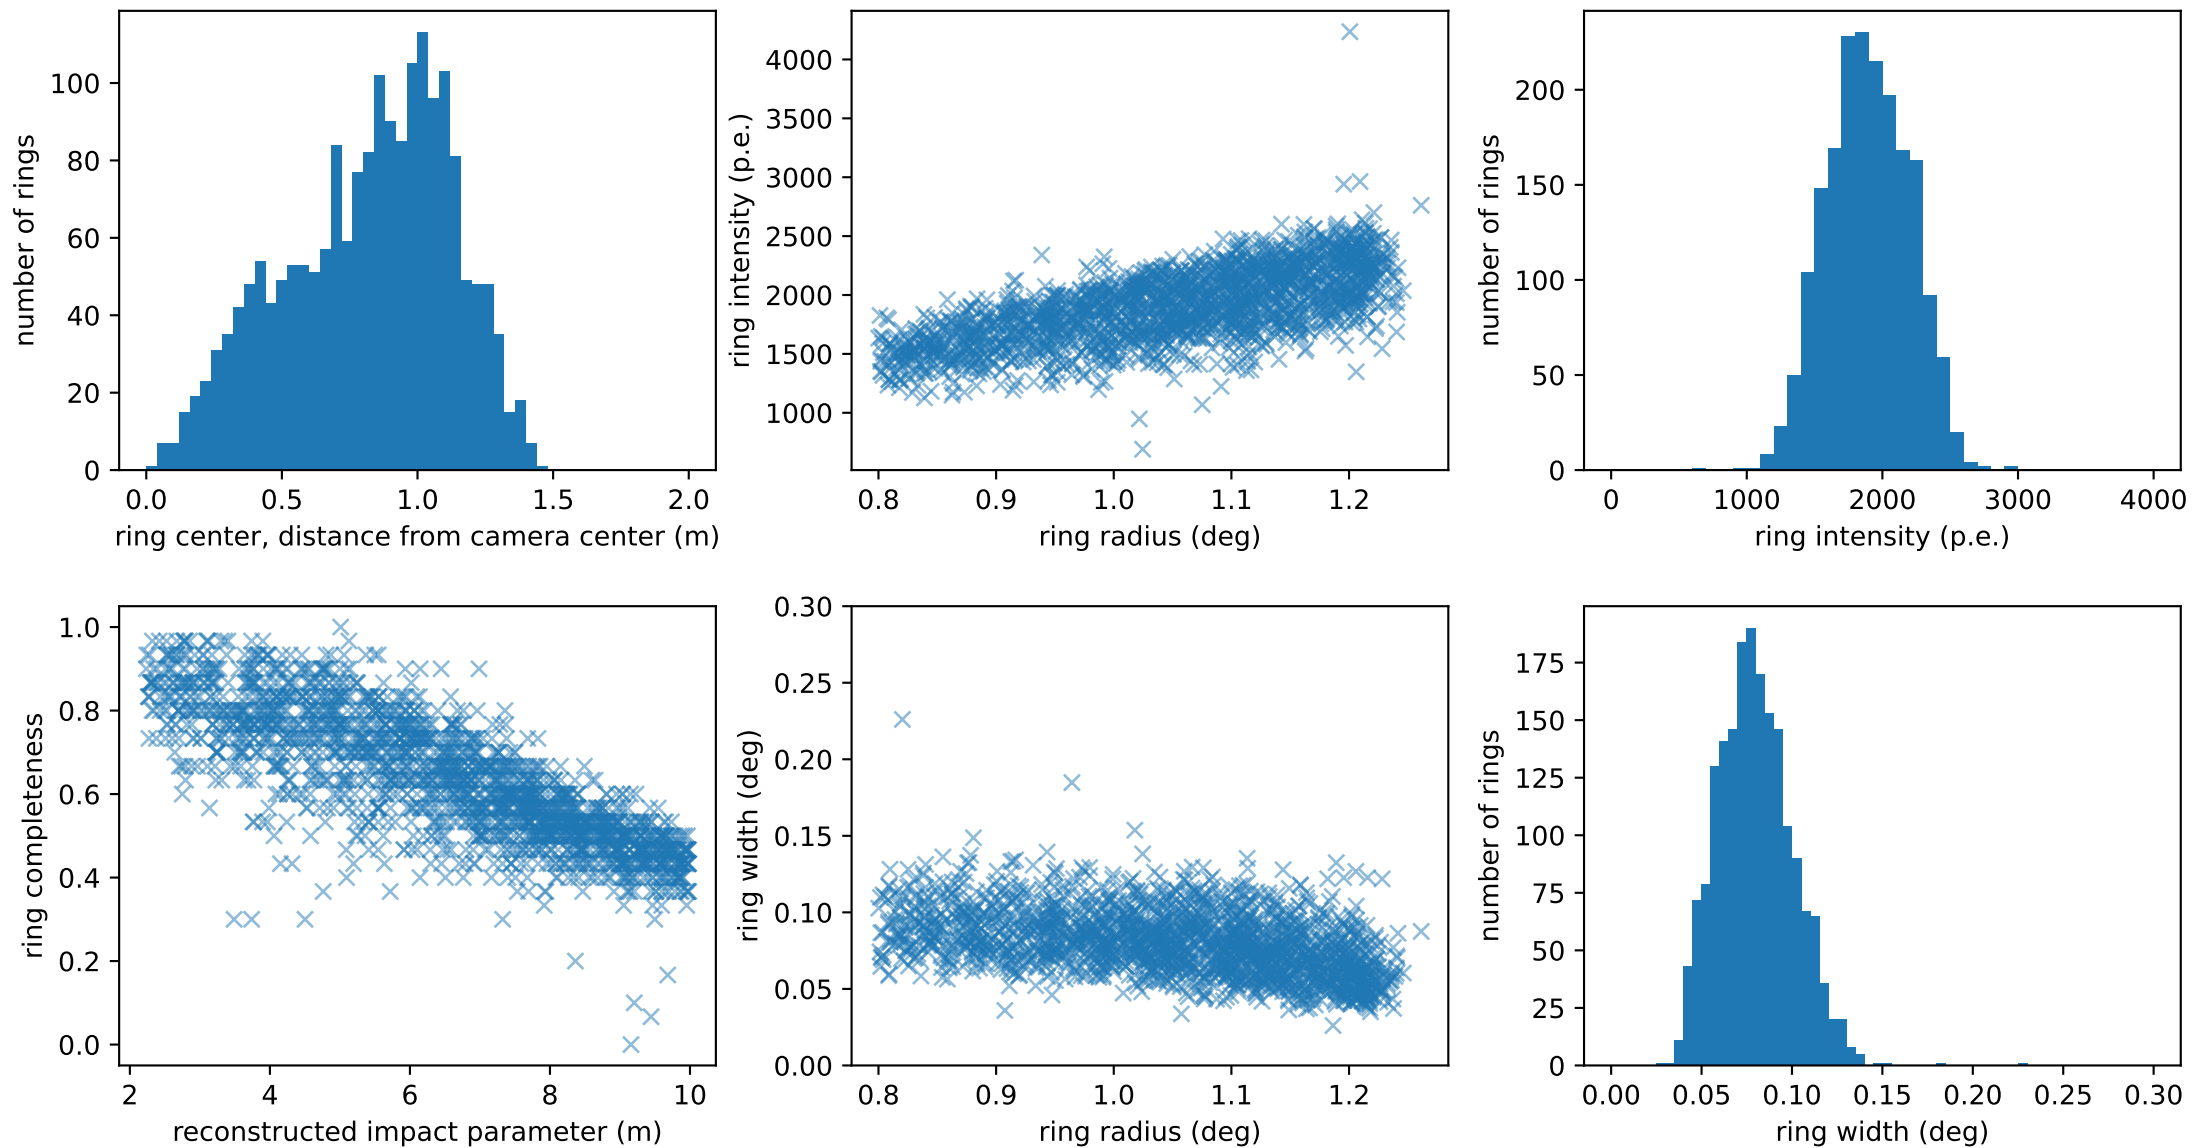 number of rings
100
80
60
40
20
0
0.0 0.5 1.0 1.5 2.0
ring center, distance from camera center (m)
ring intensity (p.e.)
4000
3500
3000
2500
2000
1500
1000
0.8 0.9 1.0 1.1 1.2
ring radius (deg)
number of rings
200
150
100
50
0
0 1000 2000 3000 4000
ring intensity (p.e.)
ring completeness
1.0
0.8
0.6
0.4
0.2
0.0
2 4 6 8 10
reconstructed impact parameter (m)
ring width (deg)
0.30
0.25
0.20
0.15
0.10
0.05
0.00
0.8 0.9 1.0 1.1 1.2
ring radius (deg)
number of rings
175
150
125
100
75
50
25
0
0.00 0.05 0.10 0.15 0.20 0.25 0.30
ring width (deg)